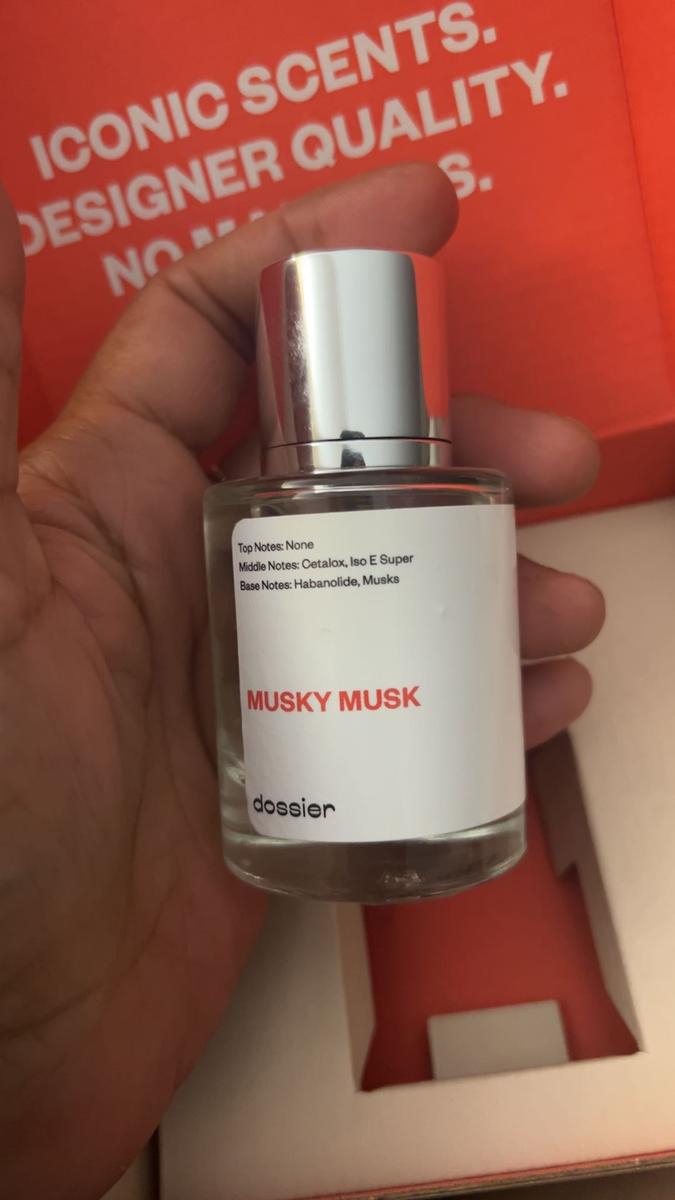 ICONIC SCENTS.
DESIGNER QUALITY.
NO
Top Notes: None
Middle Notes: Cetalox, Iso E Super
Base Notes: Habanolide, Musks
MUSKY MUSK
dossier